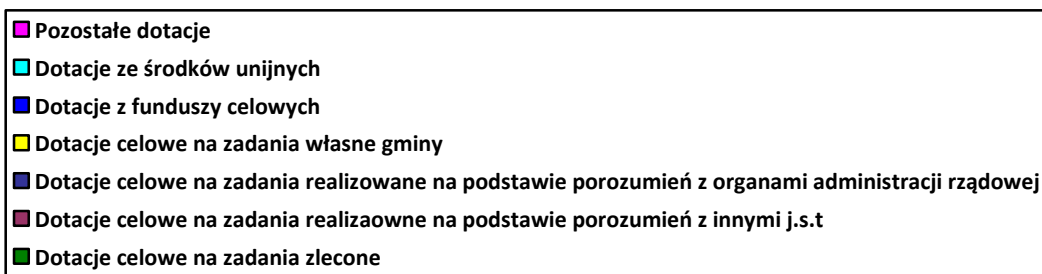 Pozostałe dotacje
Dotacje ze środków unijnych
Dotacje z funduszy celowych
Dotacje celowe na zadania własne gminy
Dotacje celowe na zadania realizowane na podstawie porozumień z organami administracji rządowej
Dotacje celowe na zadania realizaowne na podstawie porozumień z innymi j.s.t
Dotacje celowe na zadania zlecone